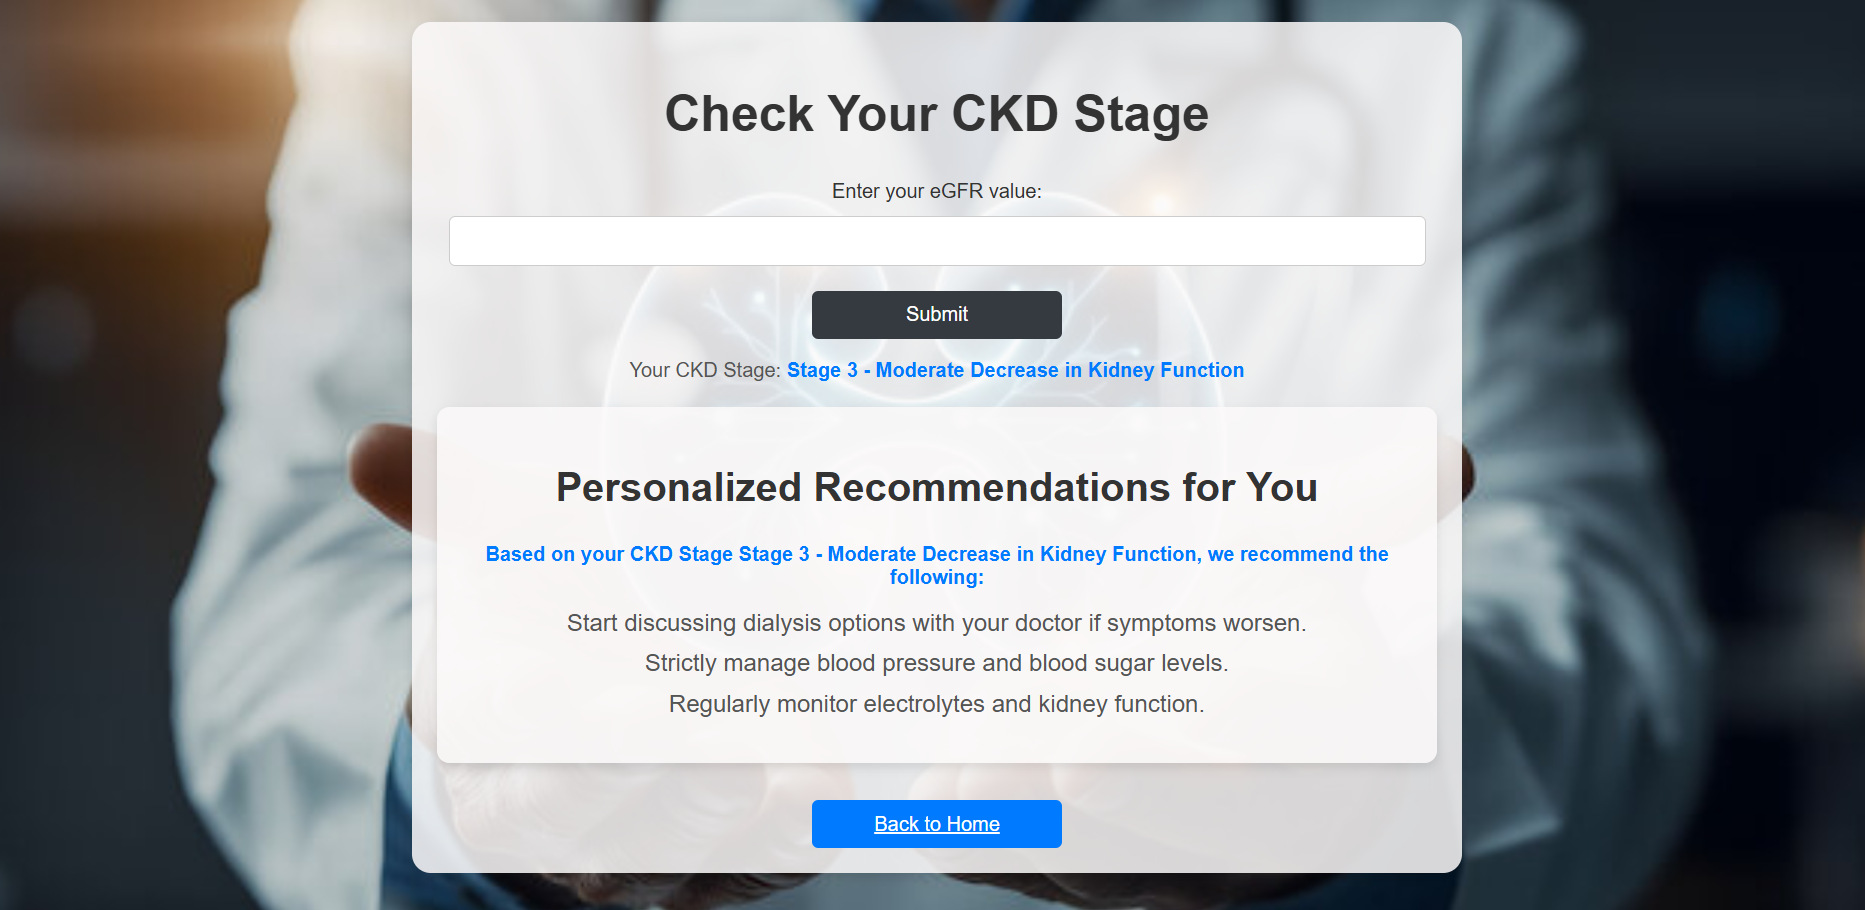 Check Your CKD Stage
Enter your eGFR value:
Submit
Your CKD Stage: Stage 3 - Moderate Decrease in Kidney Function
Personalized Recommendations for You
Based on your CKD Stage Stage 3 - Moderate Decrease in Kidney Function, we recommend the
following:
Start discussing dialysis options with your doctor if symptoms worsen.
Strictly manage blood pressure and blood sugar levels.
Regularly monitor electrolytes and kidney function.
Back to Home